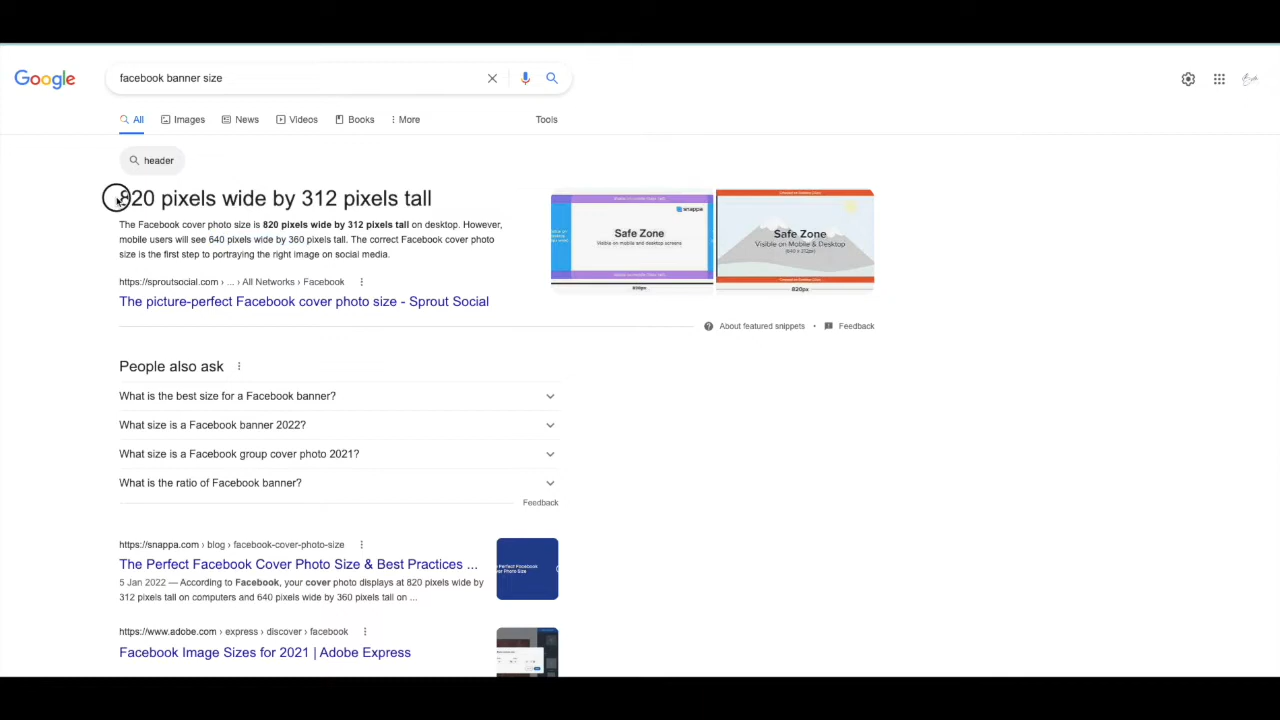 Google
facebook banner size
All
Images
News
Videos
Books
More
Tools
header
820 pixels wide by 312 pixels tall
The Facebook cover photo size is 820 pixels wide by 312 pixels tall on desktop. However,
mobile users will see 640 pixels wide by 360 pixels tall. The correct Facebook cover photo
size is the first step to portraying the right image on social media.
https://sproutsocial.com › ... › All Networks › Facebook
The picture-perfect Facebook cover photo size - Sprout Social
snappa
Safe Zone
Visible on mobile and desktop screens
Safe Zone
Visible on Mobile & Desktop
820px
About featured snippets
•
Feedback
People also ask
What is the best size for a Facebook banner?
What size is a Facebook banner 2022?
What size is a Facebook group cover photo 2021?
What is the ratio of Facebook banner?
Feedback
https://snappa.com › blog › facebook-cover-photo-size
The Perfect Facebook Cover Photo Size & Best Practices ...
5 Jan 2022 — According to Facebook, your cover photo displays at 820 pixels wide by
312 pixels tall on computers and 640 pixels wide by 360 pixels tall on ...
https://www.adobe.com › express › discover › facebook
Facebook Image Sizes for 2021 | Adobe Express